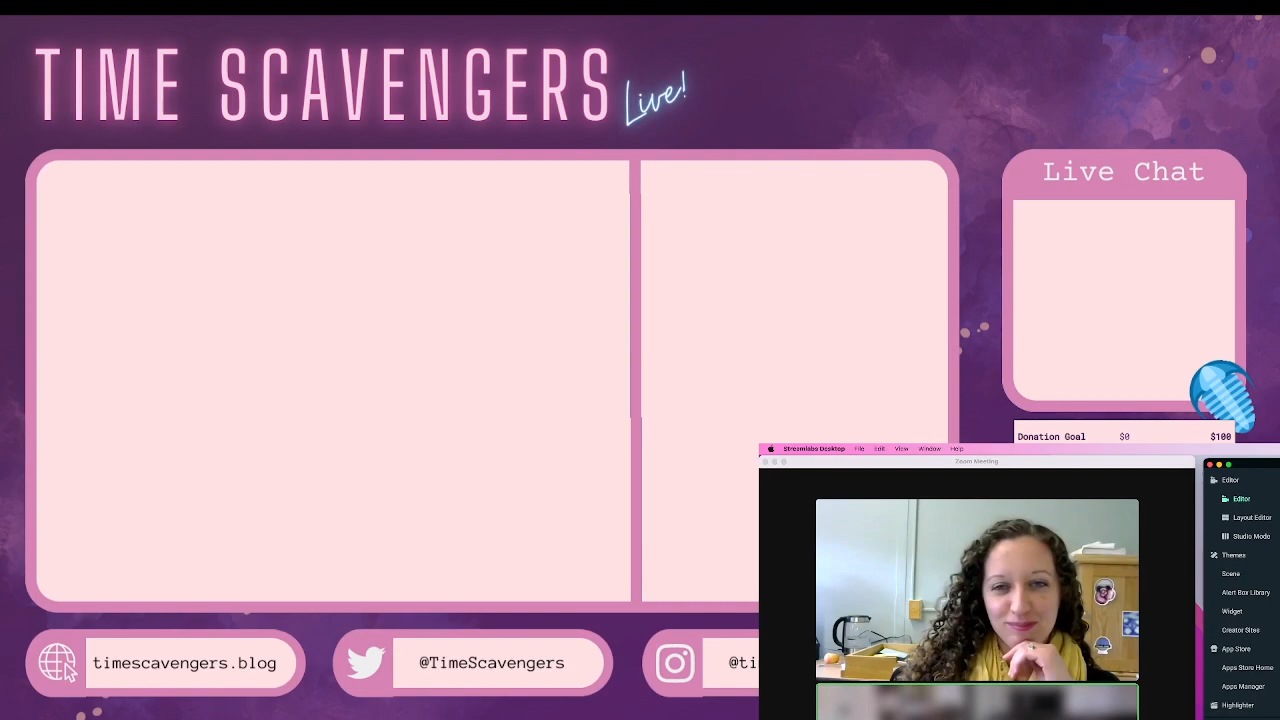 TIME SCAVENGERS
Live!
Live Chat
Donation Goal $0 $100
Streamlabs Desktop File Edit View Window Help
Zoom Meeting
Editor
Editor
Layout Editor
Studio Mode
Themes
Scene
Alert Box Library
Widget
Creator Sites
App Store
Apps Store Home
Apps Manager
Highlighter
timescavengers.blog
@TimeScavengers
@ti